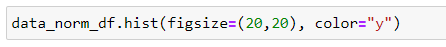 data_norm_df.hist(figsize=(20,20), color="y")